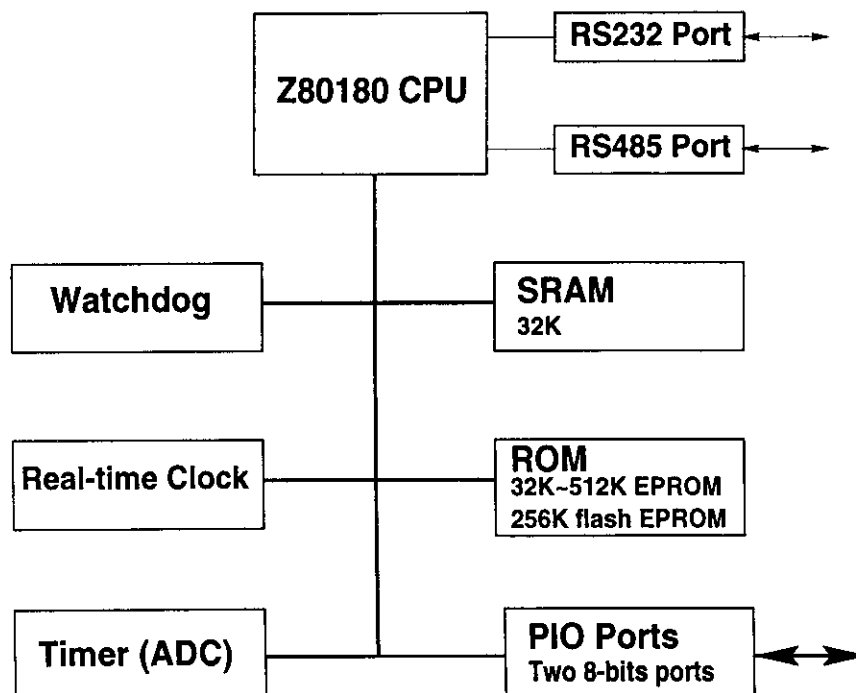 Z80180 CPU
RS232 Port
RS485 Port
Watchdog
SRAM
32K
Real-time Clock
ROM
32K~512K EPROM
256K flash EPROM
Timer (ADC)
PIO Ports
Two 8-bits ports